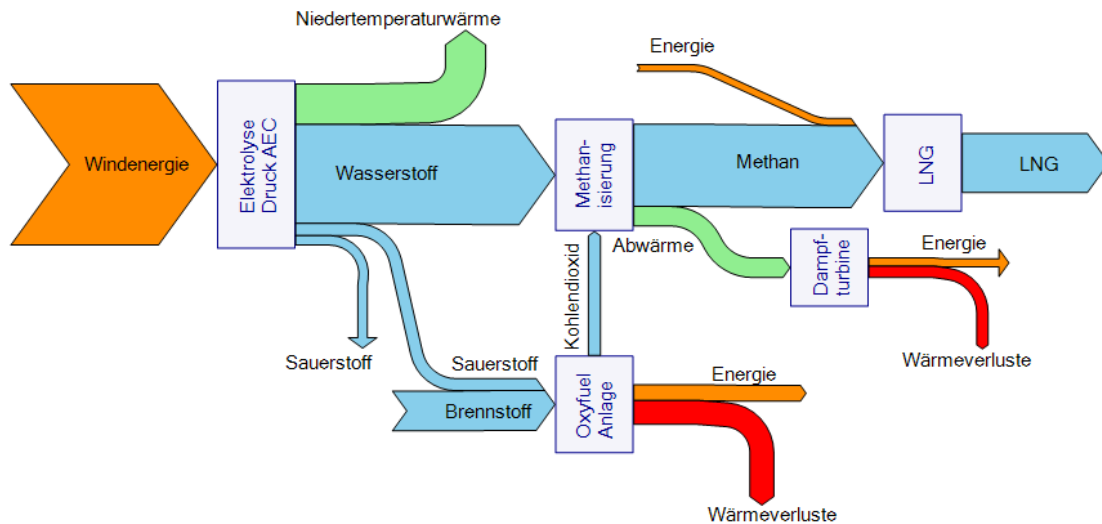 Niedertemperaturwärme
Energie
Windenergie
Elektrolyse
Druck AEC
Wasserstoff
Methan-
isierung
Methan
LNG
LNG
Abwärme
Dampf-
turbine
Energie
Wärmeverluste
Kohlendioxid
Sauerstoff
Sauerstoff
Brennstoff
Oxyfuel
Anlage
Energie
Wärmeverluste